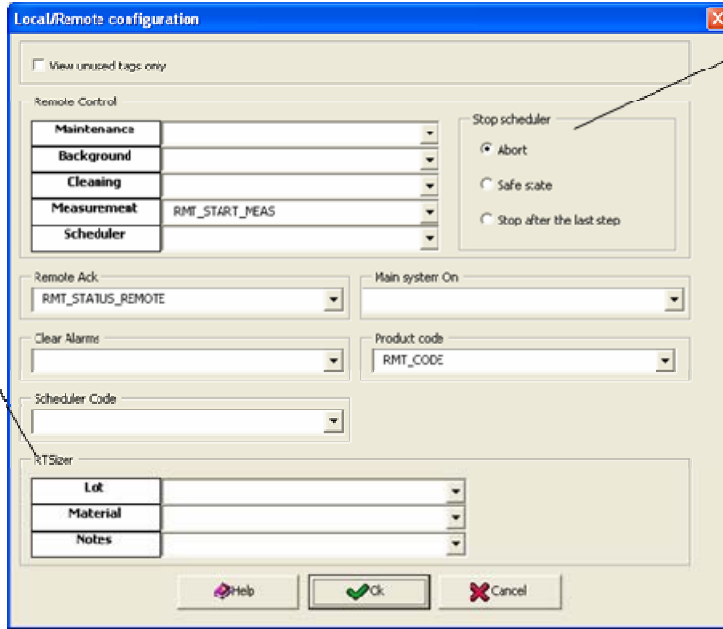 Local/Remote configuration
View unused tags only
Remote Control
Maintenance
Background
Cleaning
Measurement RMT_START_MEAS
Scheduler
Stop scheduler
Abort
Safe state
Stop after the last step
Remote Ack
RMT_STATUS_REMOTE
Main system On
Clear Alarms
Product code
RMT_CODE
Scheduler Code
RTSizer
Lot
Material
Notes
Help
Ok
Cancel